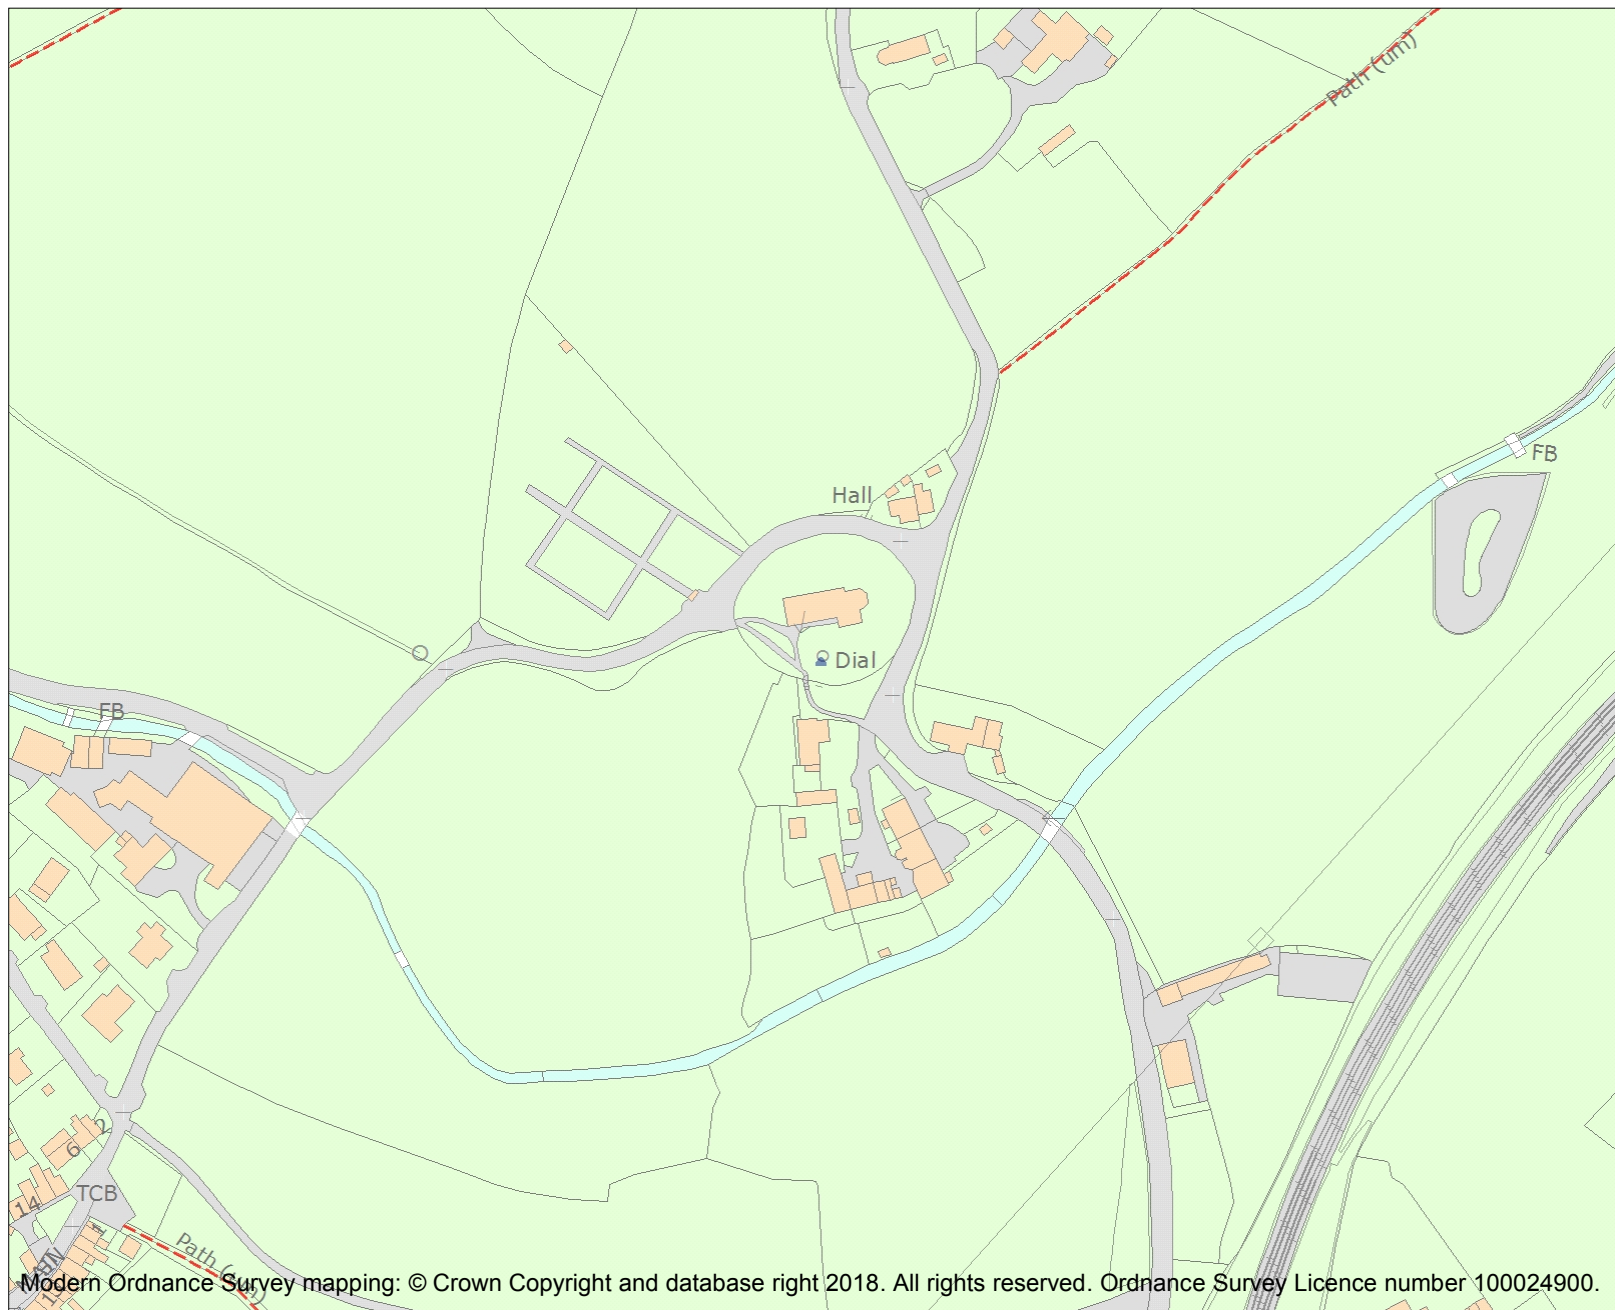 Path (um)
FB
Hall
Dial
FB
2
6
TCB
14
1
Path (um)
Modern Ordnance Survey mapping: © Crown Copyright and database right 2018. All rights reserved. Ordnance Survey Licence number 100024900.